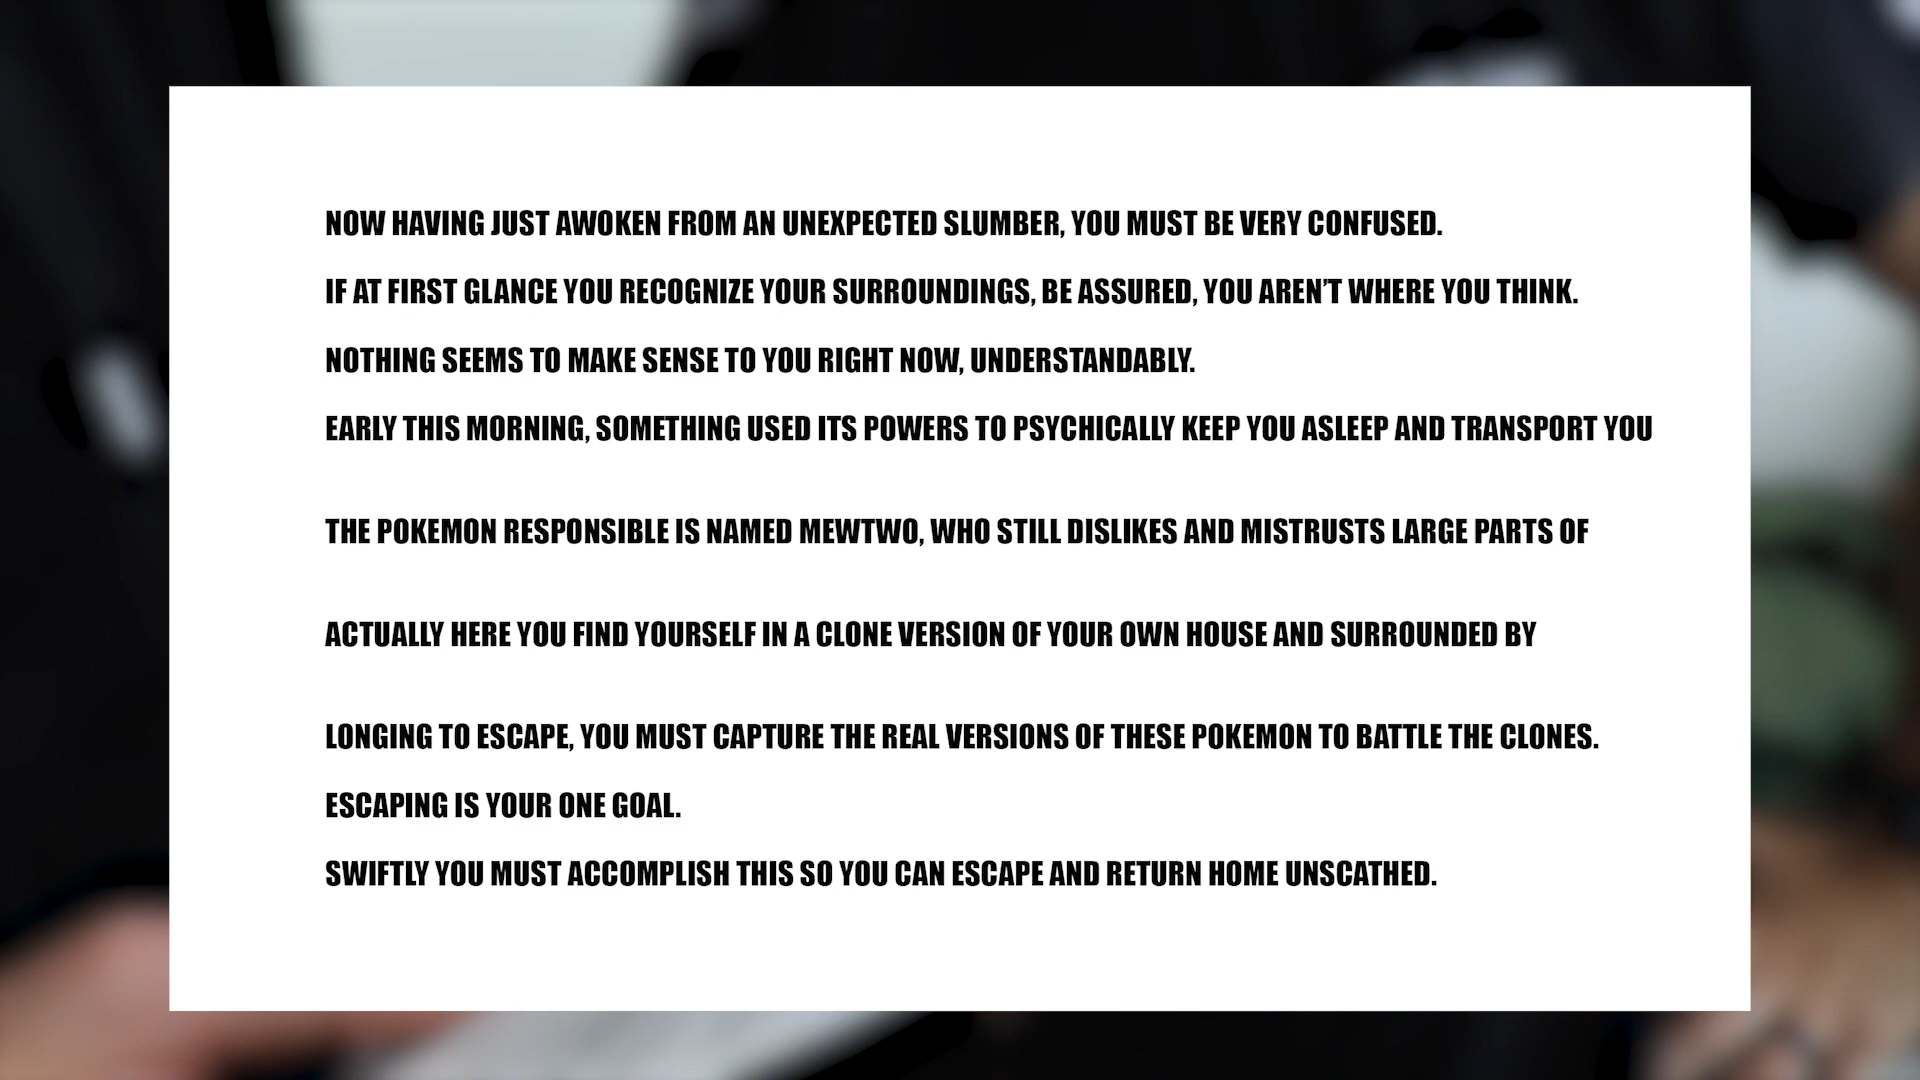 NOW HAVING JUST AWOKEN FROM AN UNEXPECTED SLUMBER, YOU MUST BE VERY CONFUSED.
IF AT FIRST GLANCE YOU RECOGNIZE YOUR SURROUNDINGS, BE ASSURED, YOU AREN'T WHERE YOU THINK.
NOTHING SEEMS TO MAKE SENSE TO YOU RIGHT NOW, UNDERSTANDABLY.
EARLY THIS MORNING, SOMETHING USED ITS POWERS TO PSYCHICALLY KEEP YOU ASLEEP AND TRANSPORT YOU
THE POKEMON RESPONSIBLE IS NAMED MEWTWO, WHO STILL DISLIKES AND MISTRUSTS LARGE PARTS OF
ACTUALLY HERE YOU FIND YOURSELF IN A CLONE VERSION OF YOUR OWN HOUSE AND SURROUNDED BY
LONGING TO ESCAPE, YOU MUST CAPTURE THE REAL VERSIONS OF THESE POKEMON TO BATTLE THE CLONES.
ESCAPING IS YOUR ONE GOAL.
SWIFTLY YOU MUST ACCOMPLISH THIS SO YOU CAN ESCAPE AND RETURN HOME UNSCATHED.